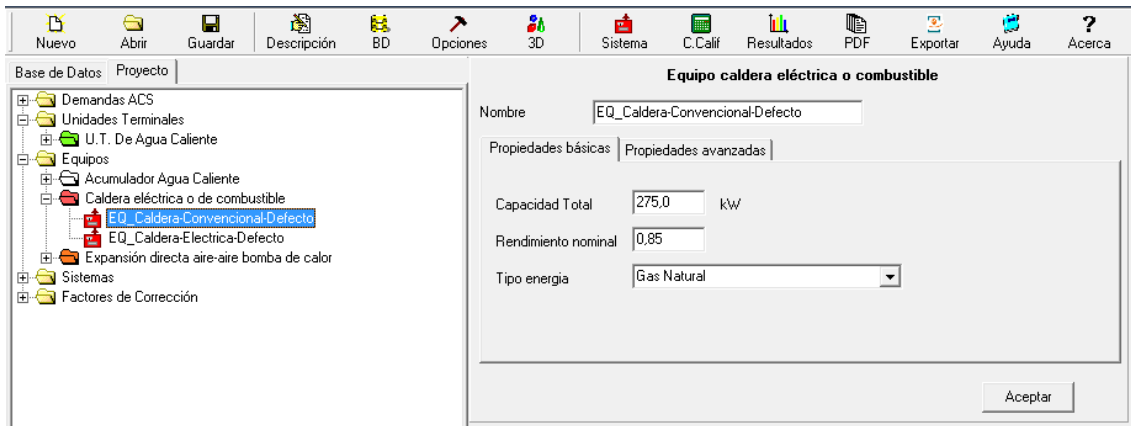 Nuevo Abrir Guardar Descripción BD Opciones 3D Sistema C.Calif Resultados PDF Exportar Ayuda ? Acerca
Base de Datos Proyecto
Demandas ACS
Unidades Terminales
U.T. De Agua Caliente
Equipos
Acumulador Agua Caliente
Caldera eléctrica o de combustible
EQ_Caldera-Convencional-Defecto
EQ_Caldera-Electrica-Defecto
Expansión directa aire-aire bomba de calor
Sistemas
Factores de Corrección
Equipo caldera eléctrica o combustible
Nombre EQ_Caldera-Convencional-Defecto
Propiedades básicas Propiedades avanzadas
Capacidad Total 275,0 kW
Rendimiento nominal 0,85
Tipo energia Gas Natural
Aceptar